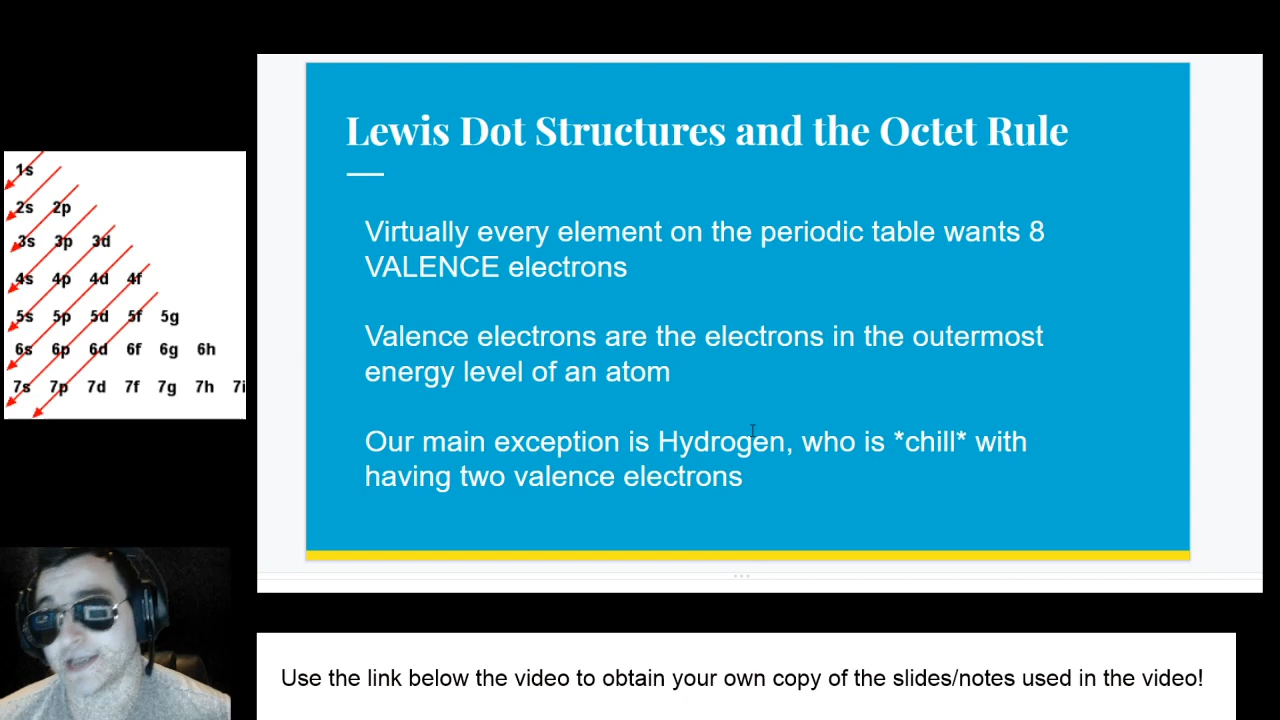 Lewis Dot Structures and the Octet Rule
Virtually every element on the periodic table wants 8
VALENCE electrons
Valence electrons are the electrons in the outermost
energy level of an atom
Our main exception is Hydrogen, who is *chill* with
having two valence electrons
1s
2s 2p
3s 3p 3d
4s 4p 4d 4f
5s 5p 5d 5f 5g
6s 6p 6d 6f 6g 6h
7s 7p 7d 7f 7g 7h 7i
Use the link below the video to obtain your own copy of the slides/notes used in the video!